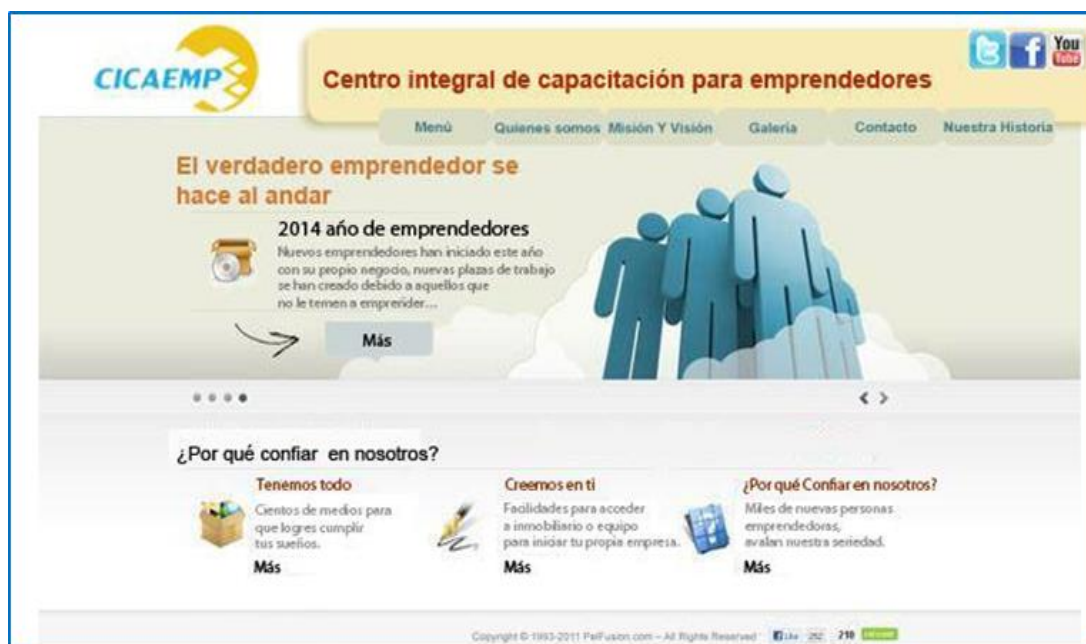 CICAEMP
You
Tube
Centro integral de capacitación para emprendedores
Menú Quienes somos Misión Y Visión Galería Contacto Nuestra Historia
El verdadero emprendedor se
hace al andar
2014 año de emprendedores
Nuevos emprendedores han iniciado este año
con su propio negocio, nuevas plazas de trabajo
se han creado debido a aquellos que
no le temen a emprender...
Más
¿Por qué confiar en nosotros?
Tenemos todo
Cientos de medios para
que logres cumplir
tus sueños.
Más
Creemos en ti
Facilidades para acceder
a inmobiliario o equipo
para iniciar tu propia empresa.
Más
¿Por qué Confiar en nosotros?
Miles de nuevas personas
emprendedoras,
avalan nuestra seriedad.
Más
Copyright © 1993-2011 PelFusion.com – All Rights Reserved Like 252 210